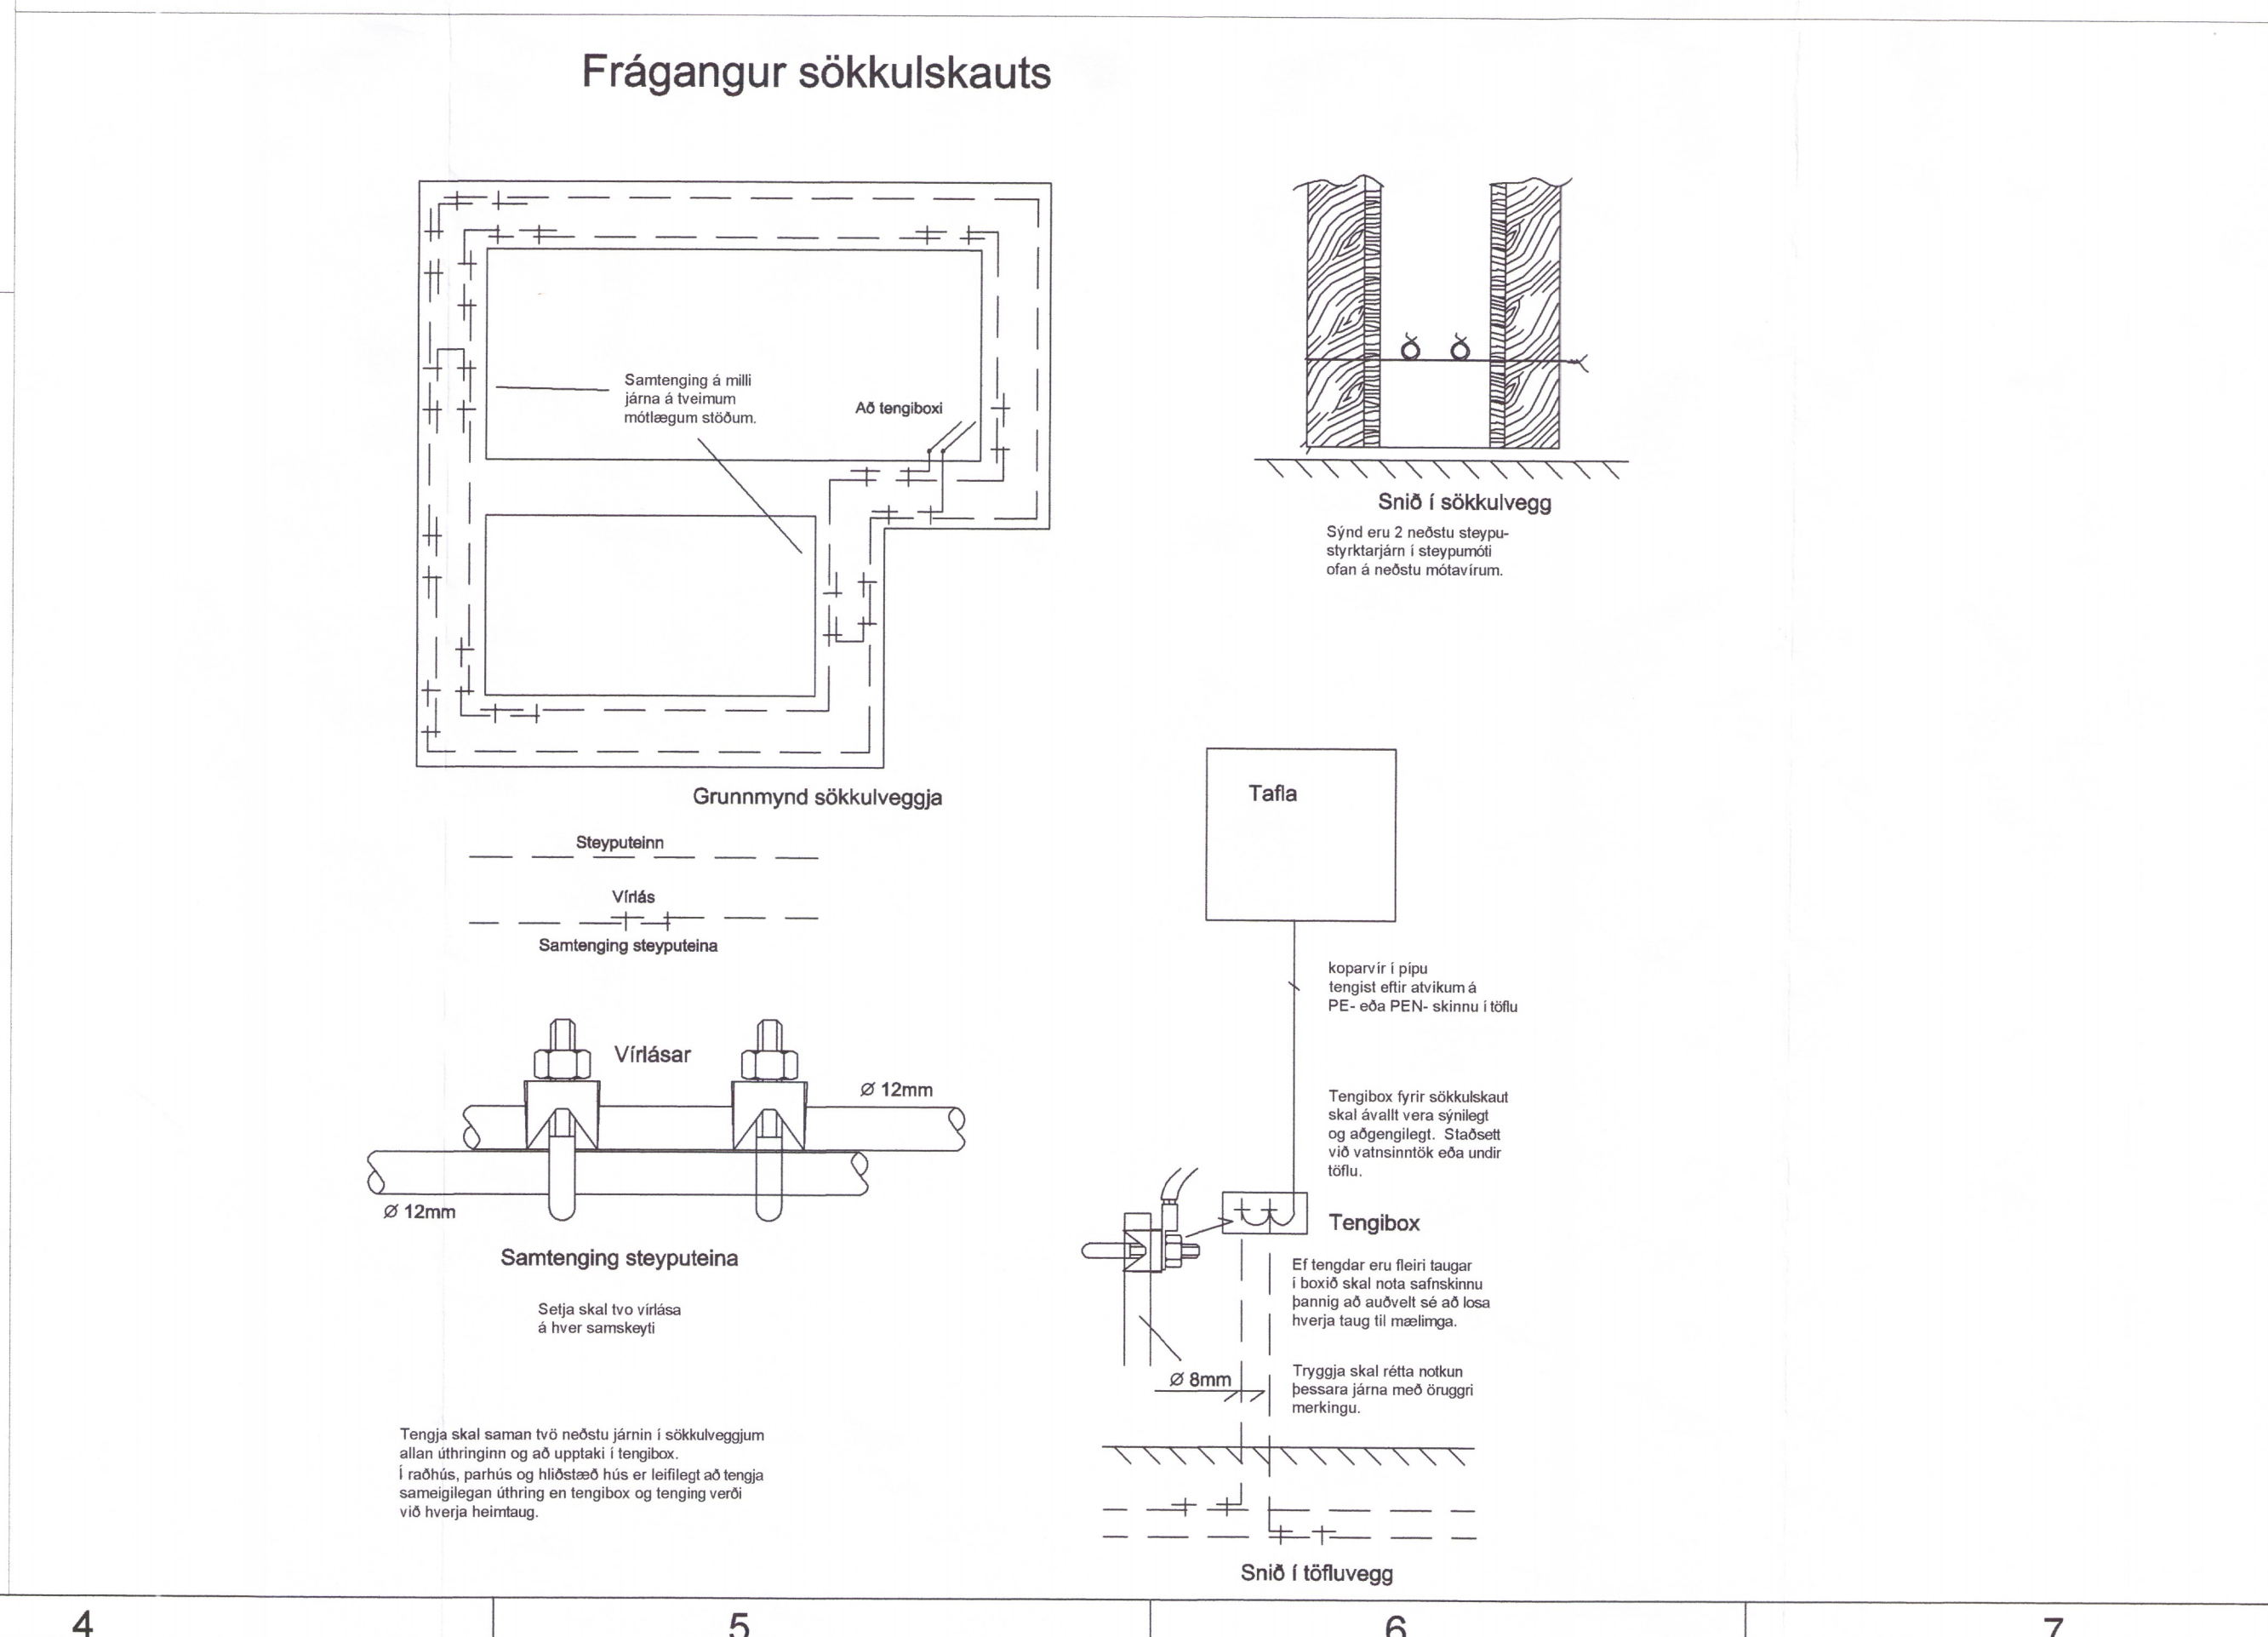 Frágangur sökkulskauts
Samtenging á milli
járna á tveimum
mótlægum stöðum.
Að tengiboxi
Grunnmynd sökkulveggja
Snið í sökkulvegg
Sýnd eru 2 neðstu steypu-
styrktarjárn í steypumóti
ofan á neðstu mótavírum.
Steyputeinn
Vírlás
Samtenging steyputeina
Vírlásar
Ø 12mm
Ø 12mm
Samtenging steyputeina
Setja skal tvo vírlása
á hver samskeyti
Tengja skal saman tvö neðstu járnin í sökkulveggjum
allan úthringinn og að upptaki í tengibox.
Í raðhús, parhús og hliðstæð hús er leifilegt að tengja
sameigilegan úthring en tengibox og tenging verði
við hverja heimtaug.
Tafla
koparvír í pípu
tengist eftir atvikum á
PE- eða PEN- skinnu í töflu
Tengibox fyrir sökkulskaut
skal ávallt vera sýnilegt
og aðgengilegt. Staðsett
við vatnsinntök eða undir
töflu.
Tengibox
Ef tengdar eru fleiri taugar
í boxið skal nota safnskinnu
þannig að auðvelt sé að losa
hverja taug til mælimga.
Ø 8mm
Tryggja skal rétta notkun
þessara járna með öruggri
merkingu.
Snið í töfluvegg
4
5
6
7